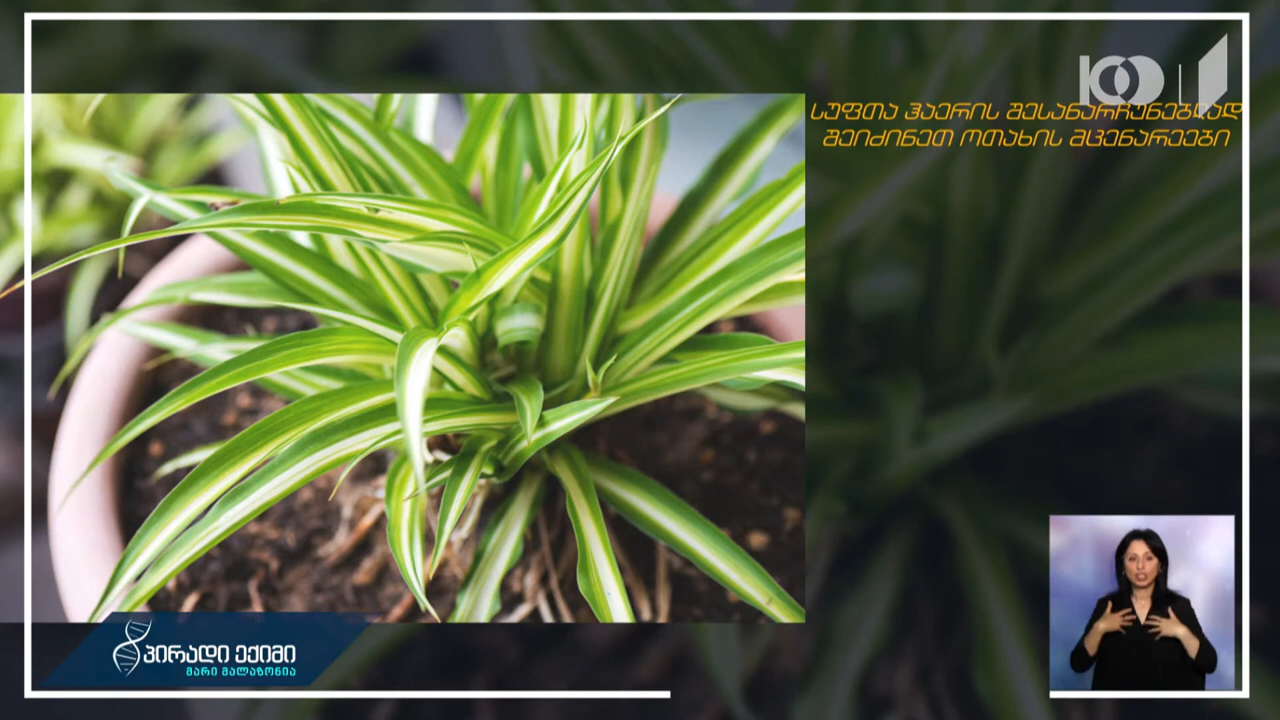 სუფთა ჰაერის შესანარჩუნებლად
შეიძინეთ ოთახის მცენარეები
პირადი ექიმი
მარი მალაზონია